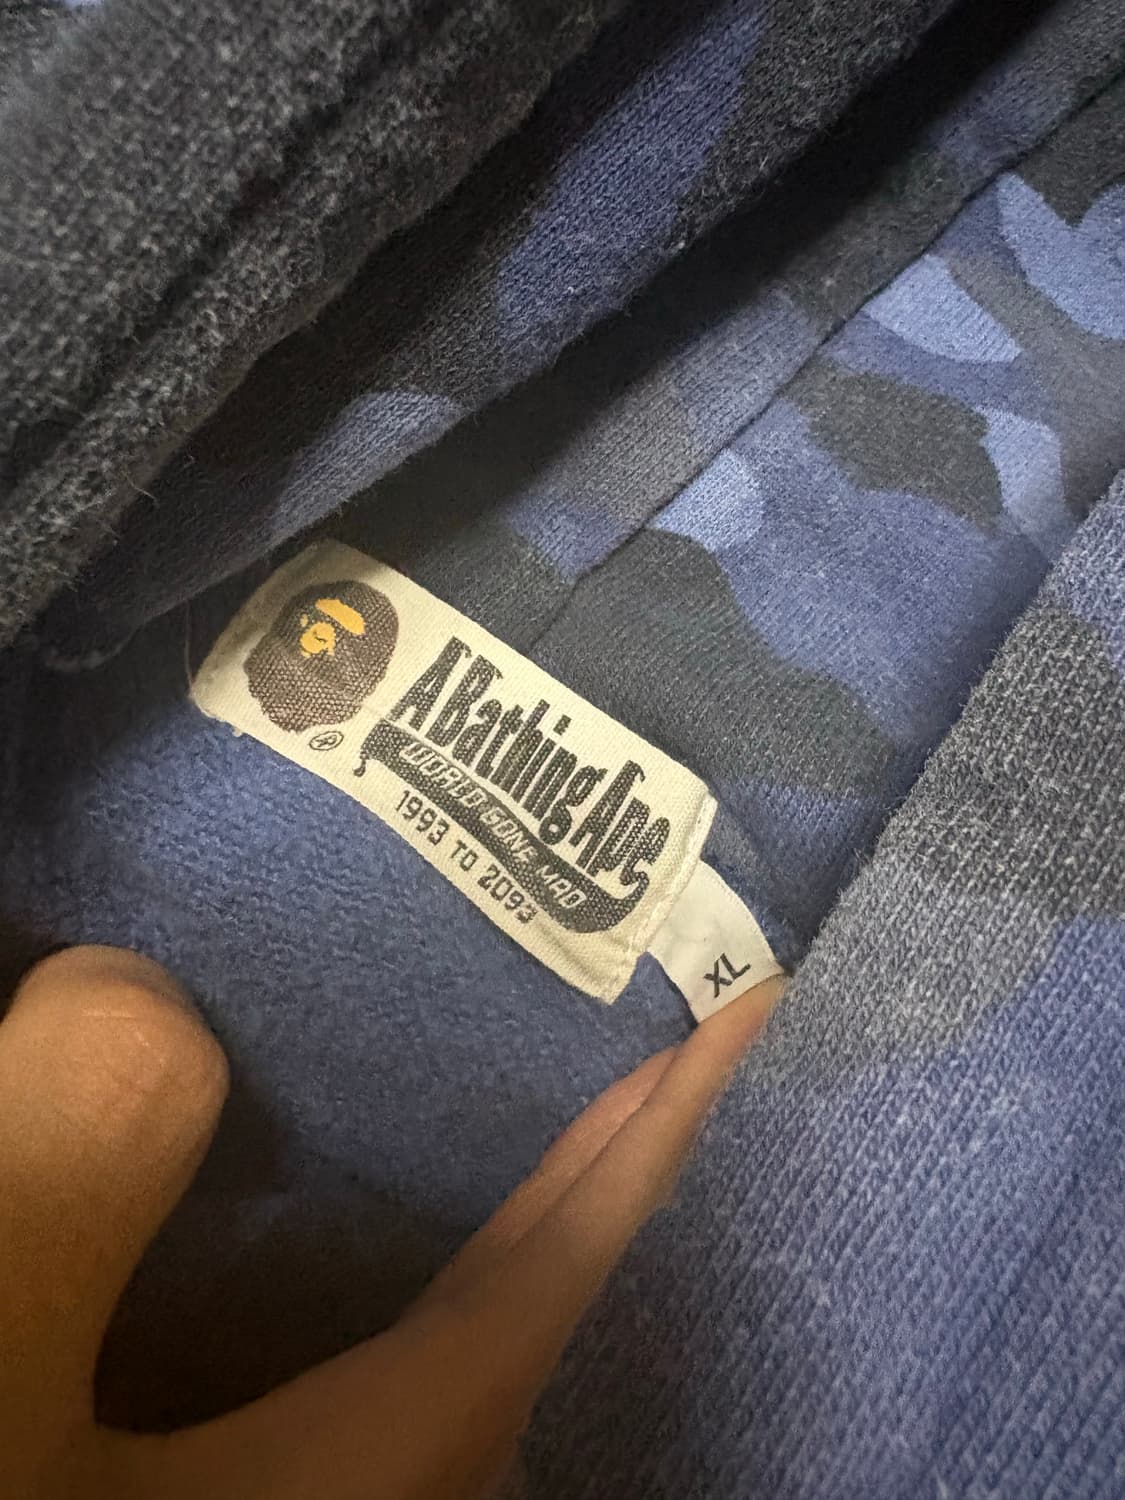 A Bathing Ape
WORLD GONE MAD
1993 TO 2093
®
XL